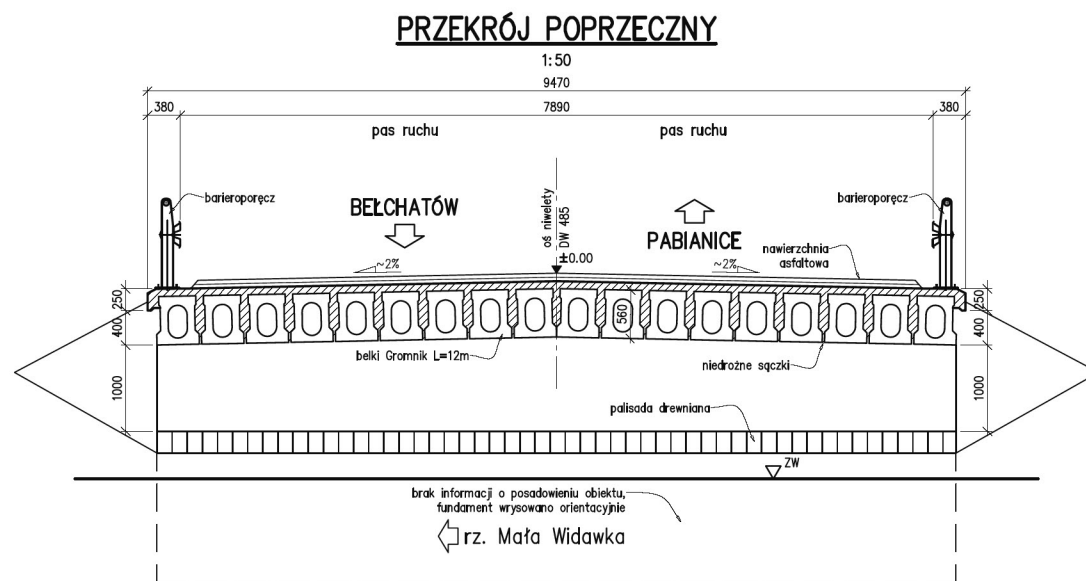 PRZEKRÓJ POPRZECZNY
1:50
9470
380
7890
380
pas ruchu
pas ruchu
barieroporęcz
BEŁCHATÓW
oś niwelety
DW 485
±0.00
PABIANICE
barieroporęcz
nawierzchnia
asfaltowa
~2%
~2%
250
400
1000
560
250
400
1000
belki Gromnik L=12m
niedrożne sączki
palisada drewniana
ZW
brak informacji o posadowieniu obiektu,
fundament wrysowano orientacyjnie
rz. Mała Widawka